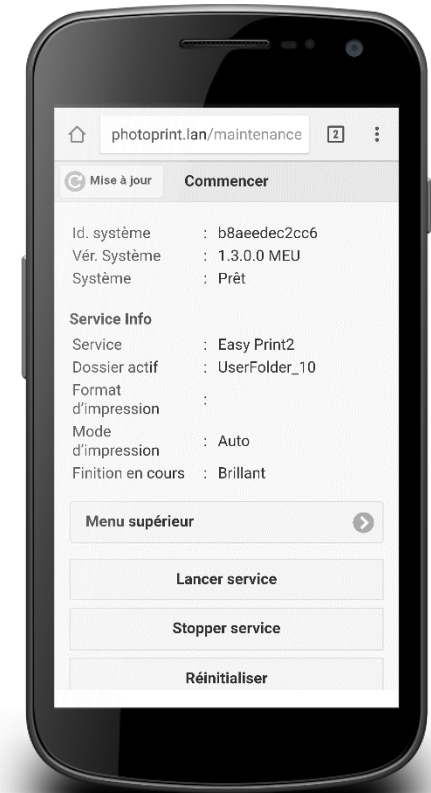 photoprint.lan/maintenance 2
Mise à jour Commencer
Id. système : b8aeedec2cc6
Vér. Système : 1.3.0.0 MEU
Système : Prêt
Service Info
Service : Easy Print2
Dossier actif : UserFolder_10
Format
d'impression :
Mode
d'impression : Auto
Finition en cours : Brillant
Menu supérieur
Lancer service
Stopper service
Réinitialiser